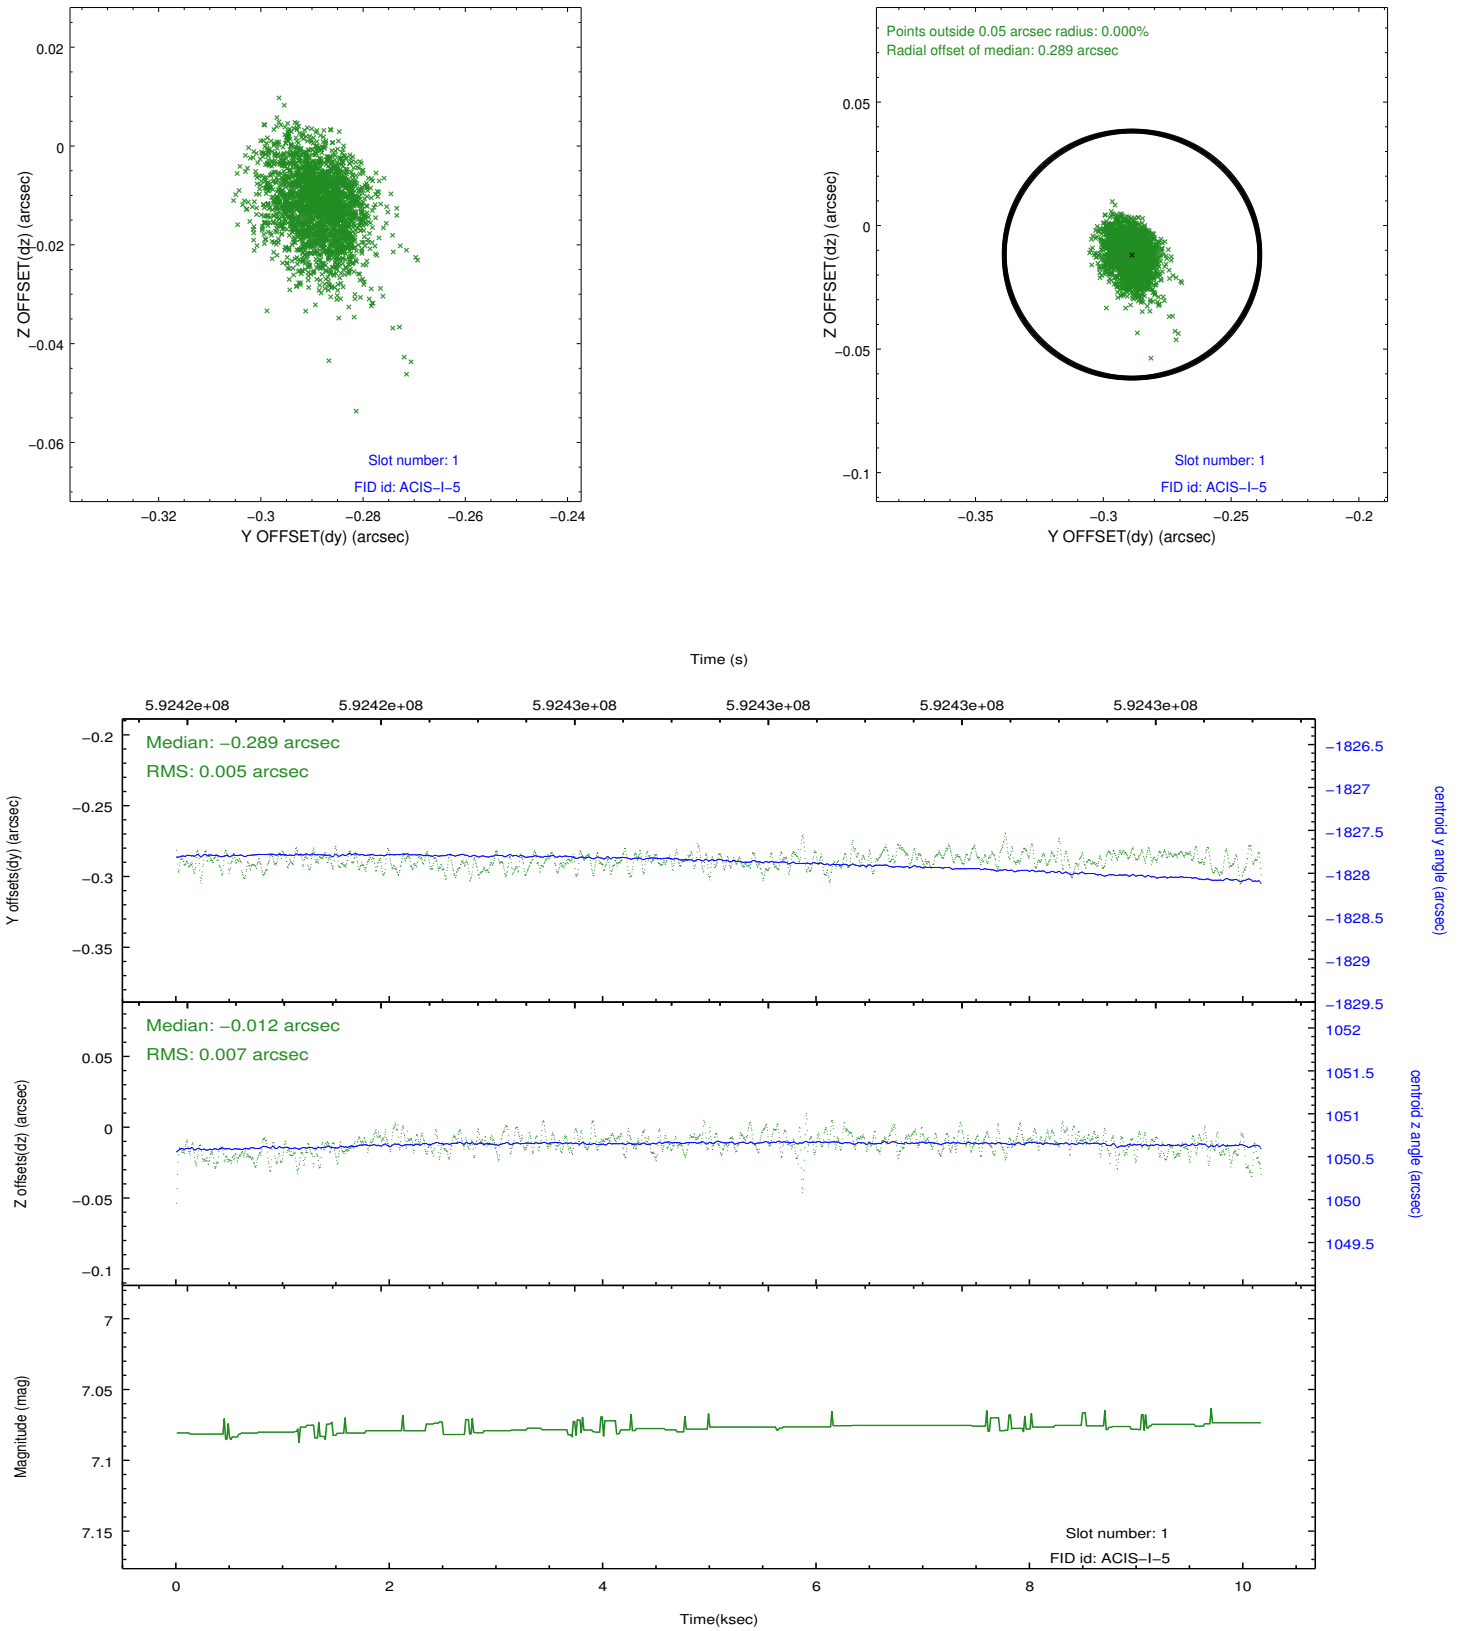 0.02
0
−0.02
−0.04
−0.06
Z OFFSET(dz) (arcsec)
Slot number: 1
FID id: ACIS−I−5
−0.32
−0.3
−0.28
−0.26
−0.24
Y OFFSET(dy) (arcsec)
Points outside 0.05 arcsec radius: 0.000%
Radial offset of median: 0.289 arcsec
0.05
0
−0.05
−0.1
Z OFFSET(dz) (arcsec)
Slot number: 1
FID id: ACIS−I−5
−0.35
−0.3
−0.25
−0.2
Y OFFSET(dy) (arcsec)
Time (s)
5.9242e+08 5.9242e+08 5.9243e+08 5.9243e+08 5.9243e+08 5.9243e+08
Median: −0.289 arcsec
RMS: 0.005 arcsec
−0.2
−0.25
−0.3
−0.35
Y offsets(dy) (arcsec)
−1826.5
−1827
−1827.5
−1828
−1828.5
−1829
−1829.5
centroid y angle (arcsec)
Median: −0.012 arcsec
RMS: 0.007 arcsec
0.05
0
−0.05
−0.1
Z offsets(dz) (arcsec)
1052
1051.5
1051
1050.5
1050
1049.5
centroid z angle (arcsec)
7
7.05
7.1
7.15
Magnitude (mag)
Slot number: 1
FID id: ACIS−I−5
0 2 4 6 8 10
Time(ksec)